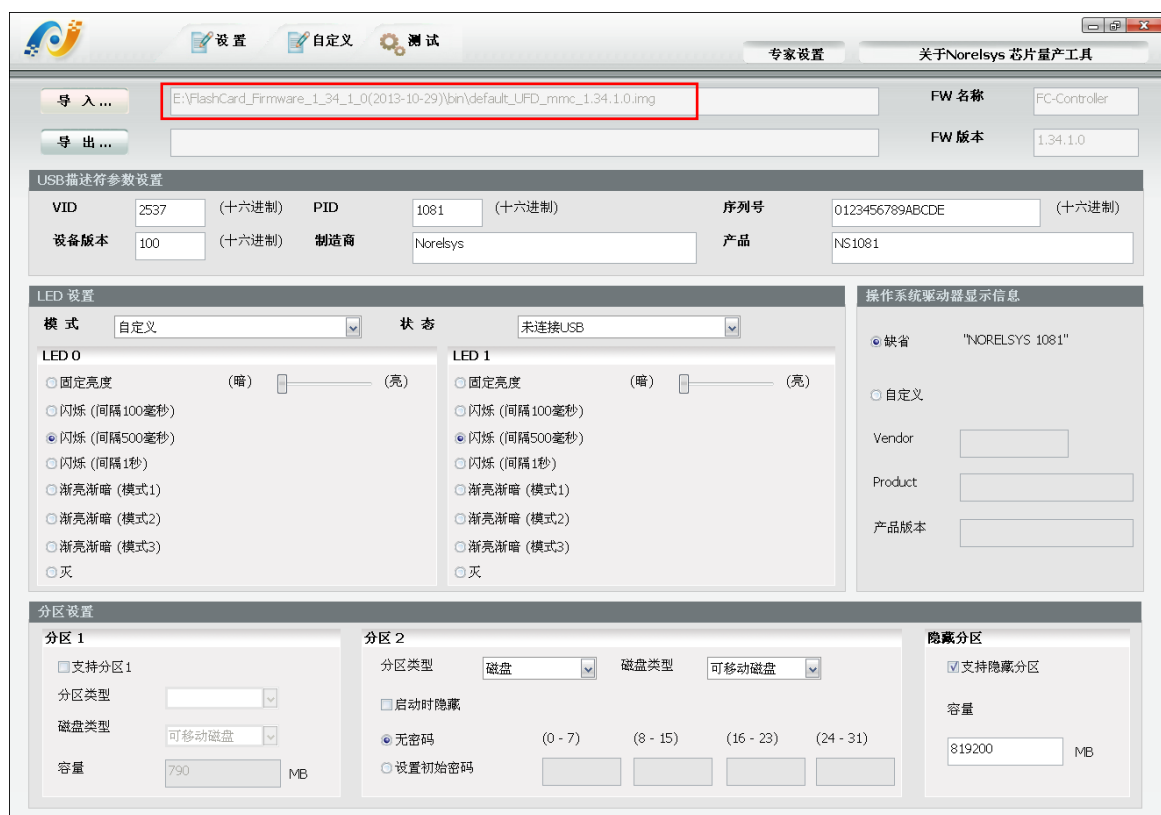 设 置 自定义 测 试
专家设置 关于Norelsys 芯片量产工具
导 入 ... E:\FlashCard_Firmware_1_34_1_0(2013-10-29)\bin\default_UFD_mmc_1.34.1.0.img FW 名称 FC-Controller
导 出 ... FW 版本 1.34.1.0
USB描述符参数设置
VID 2537 (十六进制) PID 1081 (十六进制) 序列号 0123456789ABCDE (十六进制)
设备版本 100 (十六进制) 制造商 Norelsys 产品 NS1081
LED 设置
模 式 自定义 状 态 未连接USB
LED 0 LED 1
固定亮度 (暗) (亮) 固定亮度 (暗) (亮)
闪烁 (间隔100毫秒) 闪烁 (间隔100毫秒)
闪烁 (间隔500毫秒) 闪烁 (间隔500毫秒)
闪烁 (间隔1秒) 闪烁 (间隔1秒)
渐亮渐暗 (模式1) 渐亮渐暗 (模式1)
渐亮渐暗 (模式2) 渐亮渐暗 (模式2)
渐亮渐暗 (模式3) 渐亮渐暗 (模式3)
灭 灭
操作系统驱动器显示信息
缺省 "NORELSYS 1081"
自定义
Vendor
Product
产品版本
分区设置
分区 1
支持分区1
分区类型
磁盘类型 可移动磁盘
容量 790 MB
分区 2
分区类型 磁盘 磁盘类型 可移动磁盘
启动时隐藏
无密码 (0 - 7) (8 - 15) (16 - 23) (24 - 31)
设置初始密码
隐藏分区
支持隐藏分区
容量
819200 MB